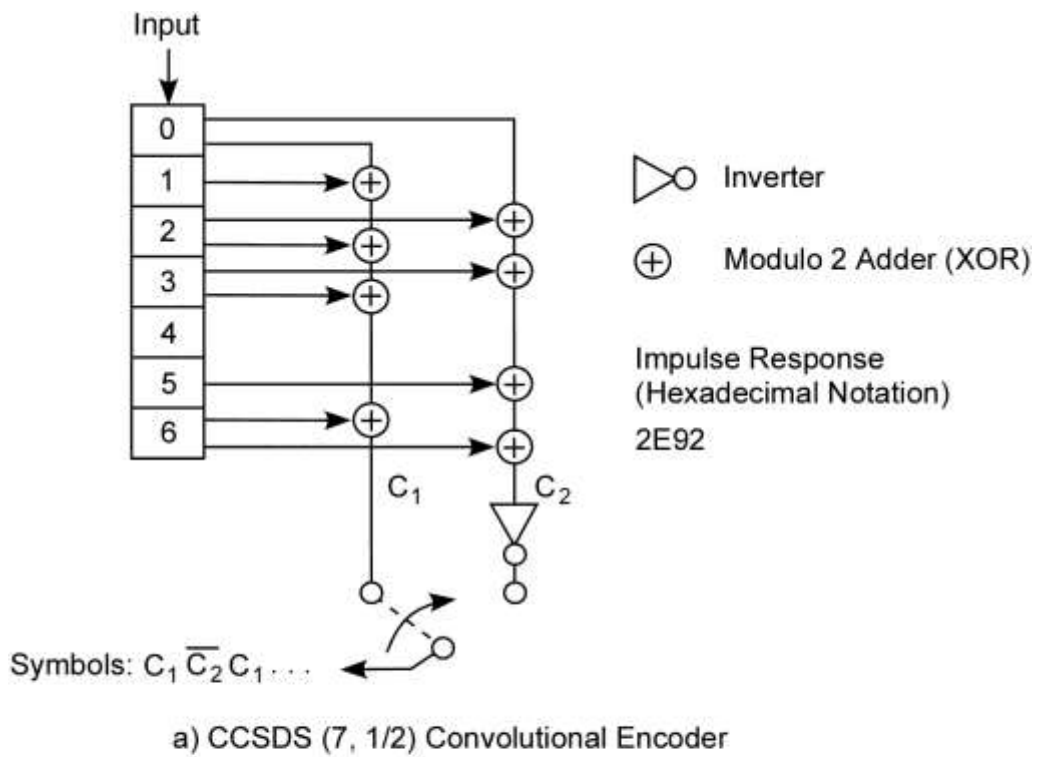 Input
0
1
2
3
4
5
6
Inverter
Modulo 2 Adder (XOR)
Impulse Response
(Hexadecimal Notation)
2E92
C₁
C₂
Symbols: C₁ C̅₂ C₁ . . .
a) CCSDS (7, 1/2) Convolutional Encoder